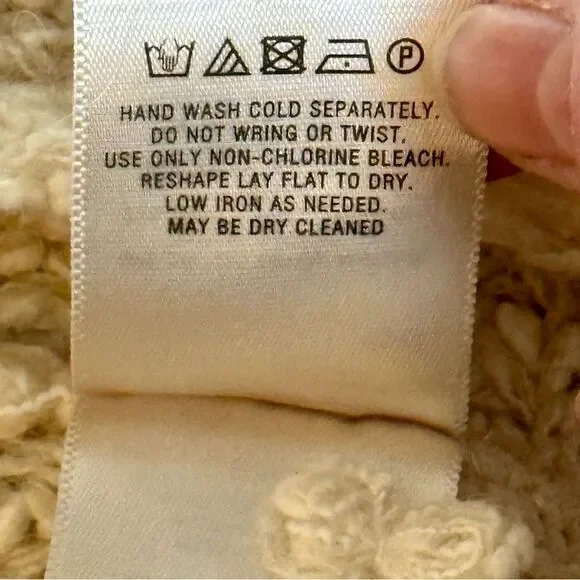 P
HAND WASH COLD SEPARATELY.
DO NOT WRING OR TWIST.
USE ONLY NON-CHLORINE BLEACH.
RESHAPE LAY FLAT TO DRY.
LOW IRON AS NEEDED.
MAY BE DRY CLEANED